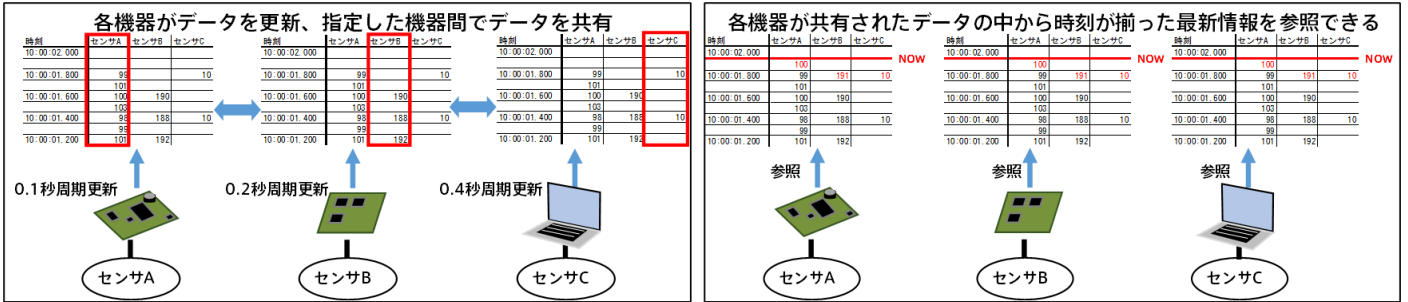 各機器がデータを更新、指定した機器間でデータを共有
時刻 センサA センサB センサC
10:00:02.000
10:00:01.800 99 10
101
10:00:01.600 100 190
103
10:00:01.400 98 188 10
99
10:00:01.200 101 192
時刻 センサA センサB センサC
10:00:02.000
10:00:01.800 99 10
101
10:00:01.600 100 190
103
10:00:01.400 98 188 10
99
10:00:01.200 101 192
時刻 センサA センサB センサC
10:00:02.000
10:00:01.800 99 10
101
10:00:01.600 100 190
103
10:00:01.400 98 188 10
99
10:00:01.200 101 192
0.1秒周期更新
0.2秒周期更新
0.4秒周期更新
センサA
センサB
センサC
各機器が共有されたデータの中から時刻が揃った最新情報を参照できる
時刻 センサA センサB センサC
10:00:02.000
NOW
100
10:00:01.800 99 191 10
101
10:00:01.600 100 190
103
10:00:01.400 98 188 10
99
10:00:01.200 101 192
時刻 センサA センサB センサC
10:00:02.000
NOW
100
10:00:01.800 99 191 10
101
10:00:01.600 100 190
103
10:00:01.400 98 188 10
99
10:00:01.200 101 192
時刻 センサA センサB センサC
10:00:02.000
NOW
100
10:00:01.800 99 191 10
101
10:00:01.600 100 190
103
10:00:01.400 98 188 10
99
10:00:01.200 101 192
参照
参照
参照
センサA
センサB
センサC